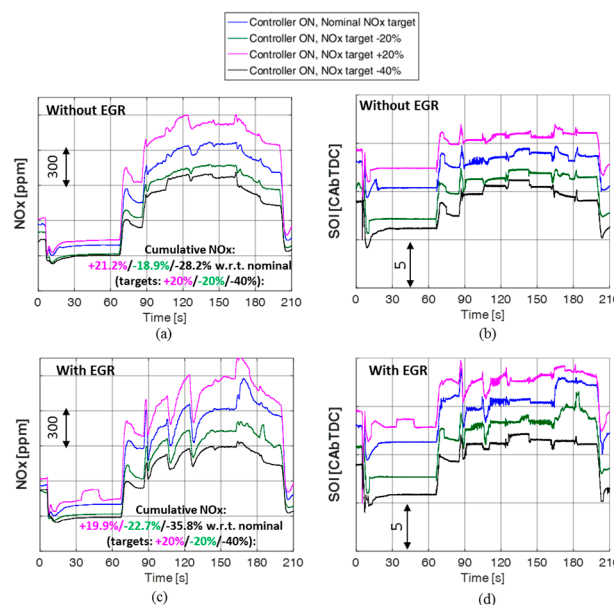 Controller ON, Nominal NOx target
Controller ON, NOx target -20%
Controller ON, NOx target +20%
Controller ON, NOx target -40%
Without EGR
300
NOx [ppm]
Cumulative NOx:
+21.2%/-18.9%/-28.2% w.r.t. nominal
(targets: +20%/-20%/-40%):
0 30 60 90 120 150 180 210
Time [s]
(a)
Without EGR
SOI [CAbTDC]
5
0 30 60 90 120 150 180 210
Time [s]
(b)
With EGR
300
NOx [ppm]
Cumulative NOx:
+19.9%/-22.7%/-35.8% w.r.t. nominal
(targets: +20%/-20%/-40%):
0 30 60 90 120 150 180 210
Time [s]
(c)
With EGR
SOI [CAbTDC]
5
0 30 60 90 120 150 180 210
Time [s]
(d)